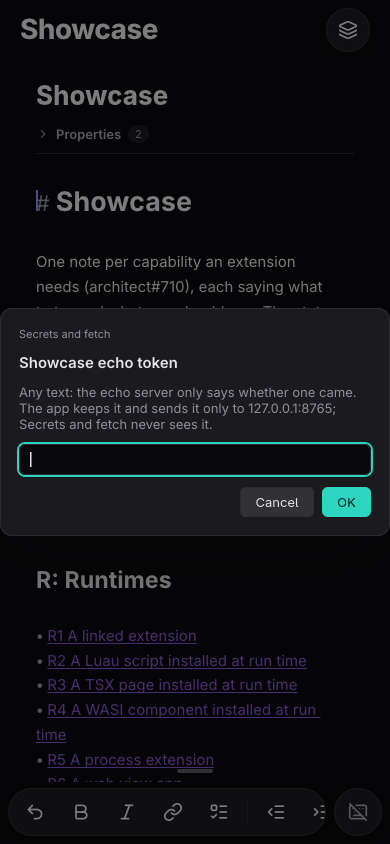 Showcase
Showcase
Properties 2
# Showcase
One note per capability an extension
needs (architect#710), each saying what
Secrets and fetch
Showcase echo token
Any text: the echo server only says whether one came.
The app keeps it and sends it only to 127.0.0.1:8765;
Secrets and fetch never sees it.
Cancel
OK
R: Runtimes
• R1 A linked extension
• R2 A Luau script installed at run time
• R3 A TSX page installed at run time
• R4 A WASI component installed at run
time
• R5 A process extension
B
I